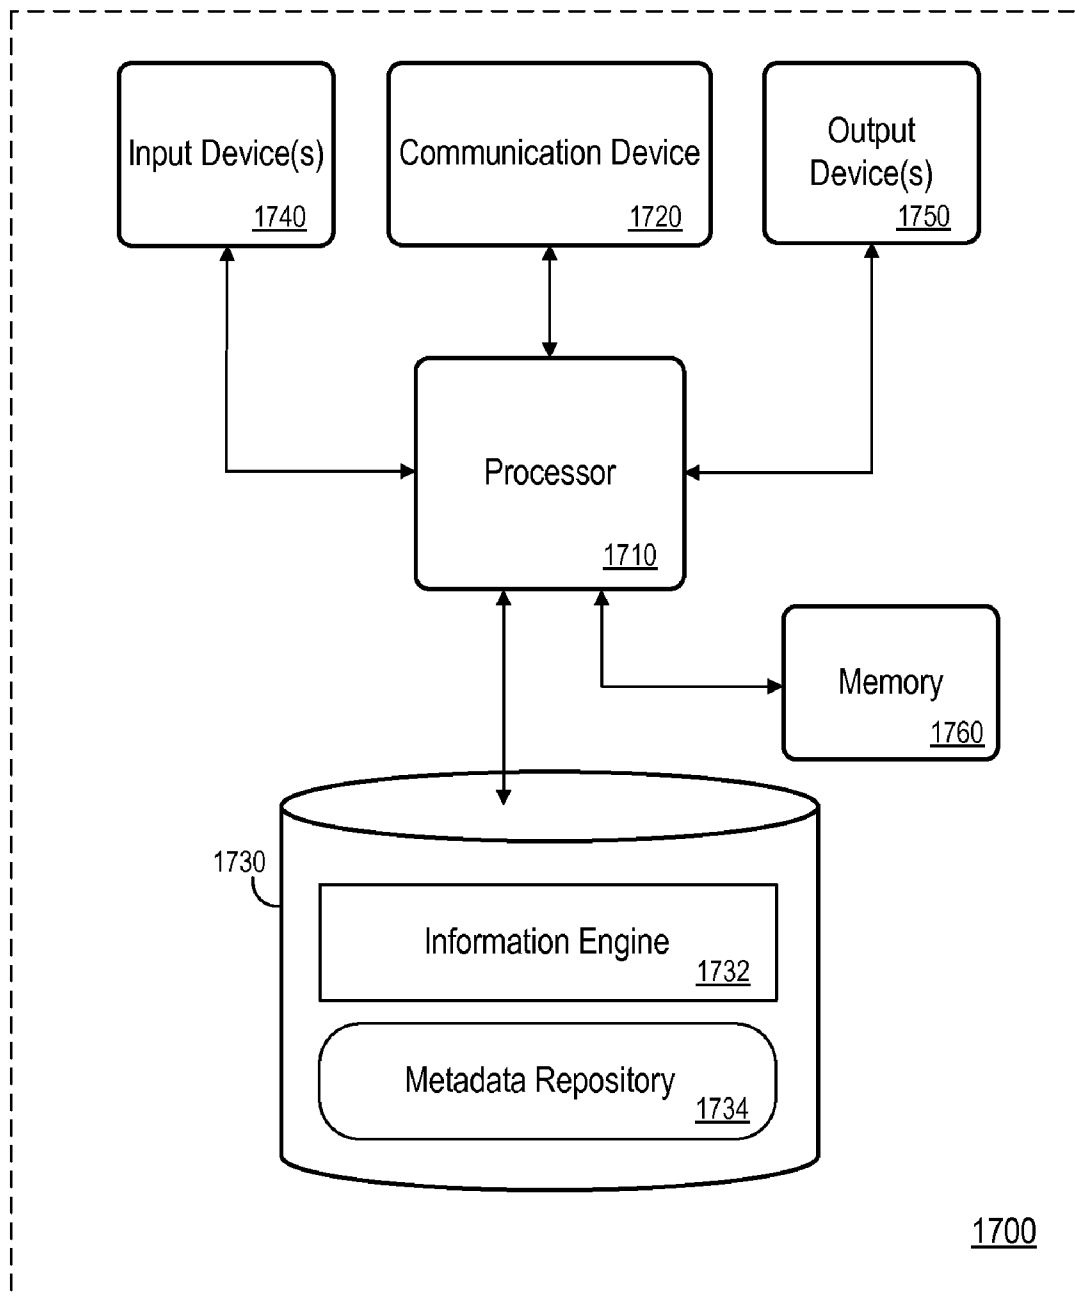 Input Device(s)
1740
Communication Device
1720
Output
Device(s)
1750
Processor
1710
Memory
1760
1730
Information Engine
1732
Metadata Repository
1734
1700